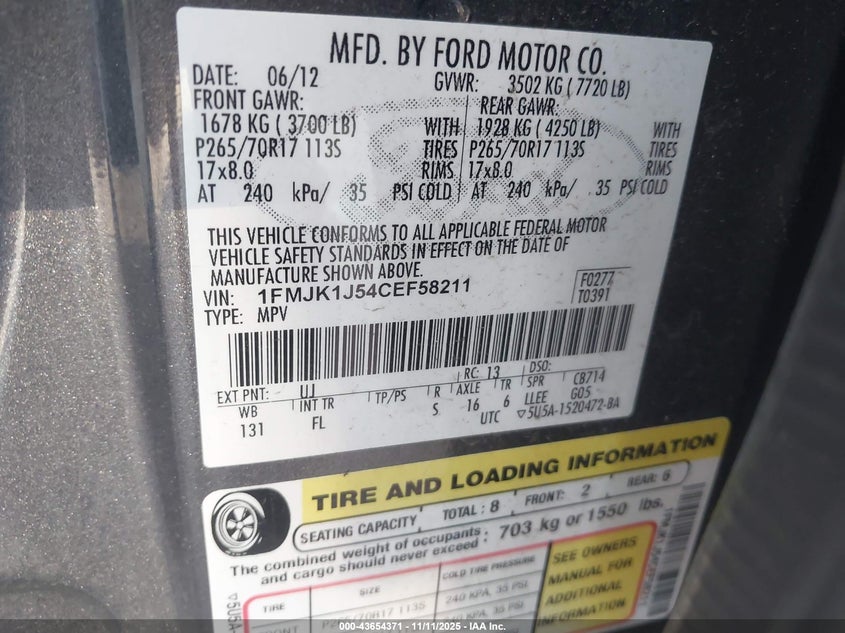 MFD. BY FORD MOTOR CO.
DATE: 06/12 GVWR: 3502 KG ( 7720 LB)
FRONT GAWR: REAR GAWR:
1678 KG ( 3700 LB) WITH 1928 KG ( 4250 LB) WITH
P265/70R17 113S TIRES P265/70R17 113S TIRES
17x8.0 RIMS 17x8.0 RIMS
AT 240 kPa/ 35 PSI COLD AT 240 kPa/ 35 PSI COLD
THIS VEHICLE CONFORMS TO ALL APPLICABLE FEDERAL MOTOR
VEHICLE SAFETY STANDARDS IN EFFECT ON THE DATE OF
MANUFACTURE SHOWN ABOVE.
VIN: 1FMJK1J54CEF58211 F0277
TYPE: MPV T0391
EXT PNT: UJ RC: 13 DSO:
WB INT TR TP/PS R AXLE TR SPR C8714
131 FL S 16 6 LLEE G05
UTC ▽5U5A-1520472-BA
TIRE AND LOADING INFORMATION
SEATING CAPACITY TOTAL : 8 FRONT: 2 REAR: 6
The combined weight of occupants
and cargo should never exceed : 703 kg or 1550 lbs.
TIRE SIZE COLD TIRE PRESSURE SEE OWNERS
MANUAL FOR
ADDITIONAL
INFORMATION
FRONT P265/70R17 113S 240 KPA, 35 PSI
▽5U5A-
©IAA-43654371 - 11/11/2025 - IAA Inc.